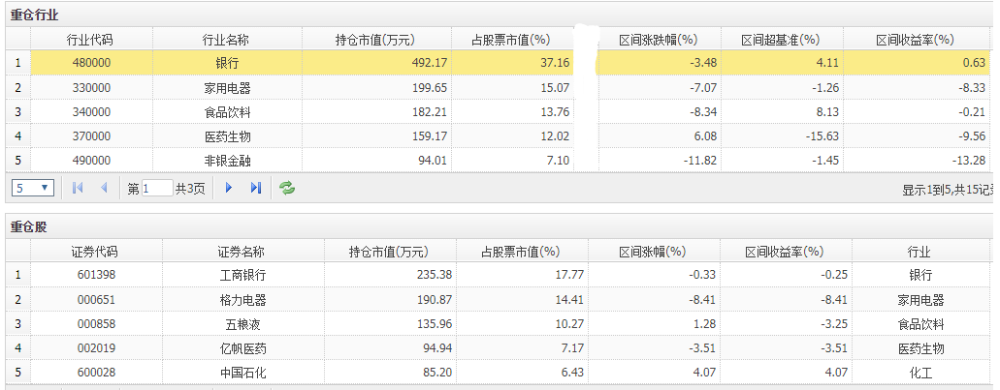 重仓行业
行业代码 行业名称 持仓市值(万元) 占股票市值(%) 区间涨跌幅(%) 区间超基准(%) 区间收益率(%)
1 480000 银行 492.17 37.16 -3.48 4.11 0.63
2 330000 家用电器 199.65 15.07 -7.07 -1.26 -8.33
3 340000 食品饮料 182.21 13.76 -8.34 8.13 -0.21
4 370000 医药生物 159.17 12.02 6.08 -15.63 -9.56
5 490000 非银金融 94.01 7.10 -11.82 -1.45 -13.28
5 第 1 共3页 显示1到5,共15记录
重仓股
证券代码 证券名称 持仓市值(万元) 占股票市值(%) 区间涨幅(%) 区间收益率(%) 行业
1 601398 工商银行 235.38 17.77 -0.33 -0.25 银行
2 000651 格力电器 190.87 14.41 -8.41 -8.41 家用电器
3 000858 五粮液 135.96 10.27 1.28 -3.25 食品饮料
4 002019 亿帆医药 94.94 7.17 -3.51 -3.51 医药生物
5 600028 中国石化 85.20 6.43 4.07 4.07 化工